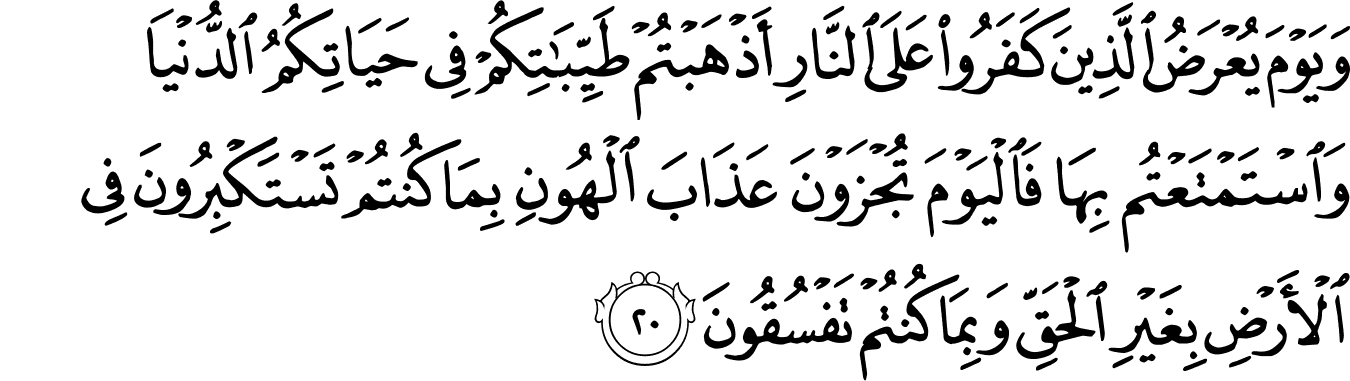 وَيَوْمَ يُعْرَضُ ٱلَّذِينَ كَفَرُوا۟ عَلَى ٱلنَّارِ أَذْهَبْتُمْ طَيِّبَـٰتِكُمْ فِى حَيَاتِكُمُ ٱلدُّنْيَا
وَٱسْتَمْتَعْتُم بِهَا فَٱلْيَوْمَ تُجْزَوْنَ عَذَابَ ٱلْهُونِ بِمَا كُنتُمْ تَسْتَكْبِرُونَ فِى
ٱلْأَرْضِ بِغَيْرِ ٱلْحَقِّ وَبِمَا كُنتُمْ تَفْسُقُونَ ٢٠